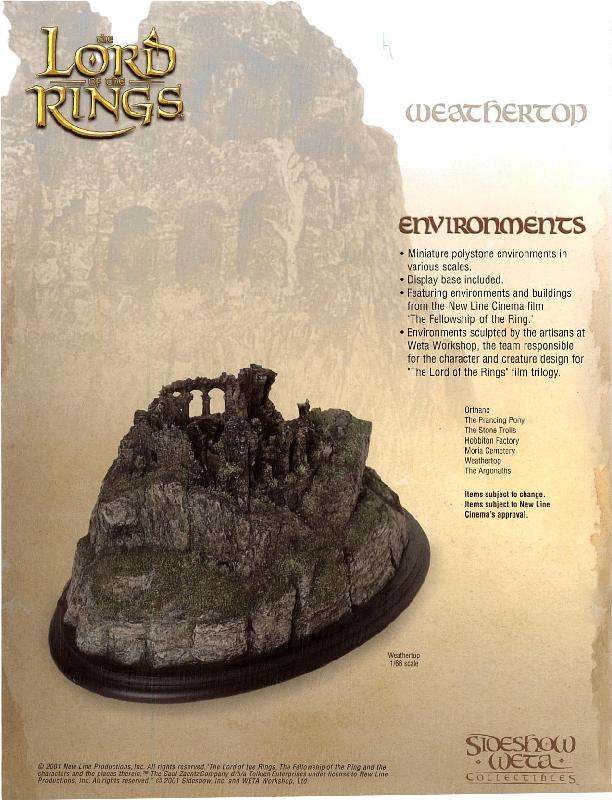 the
LORD
OF THE
RINGS
WEATHERTOP
ENVIRONMENTS
• Miniature polystone environments in
various scales.
• Display base included.
• Featuring environments and buildings
from the New Line Cinema film
"The Fellowship of the Ring."
• Environments sculpted by the artisans at
Weta Workshop, the team responsible
for the character and creature design for
"The Lord of the Rings" film trilogy.
Orthanc
The Prancing Pony
The Stone Trolls
Hobbiton Factory
Moria Cemetery
Weathertop
The Argonaths
Items subject to change.
Items subject to New Line
Cinema's approval.
Weathertop
1/66 scale
© 2001 New Line Productions, Inc. All rights reserved. "The Lord of the Rings, The Fellowship of the Ring and the
characters and the places therein,™ The Saul Zaentz Company d/b/a Tolkien Enterprises under license to New Line
Productions, Inc. All rights reserved." © 2001 Sideshow, Inc. and WETA Workshop, Ltd
SIDESHOW
WETA
COLLECTIBLES